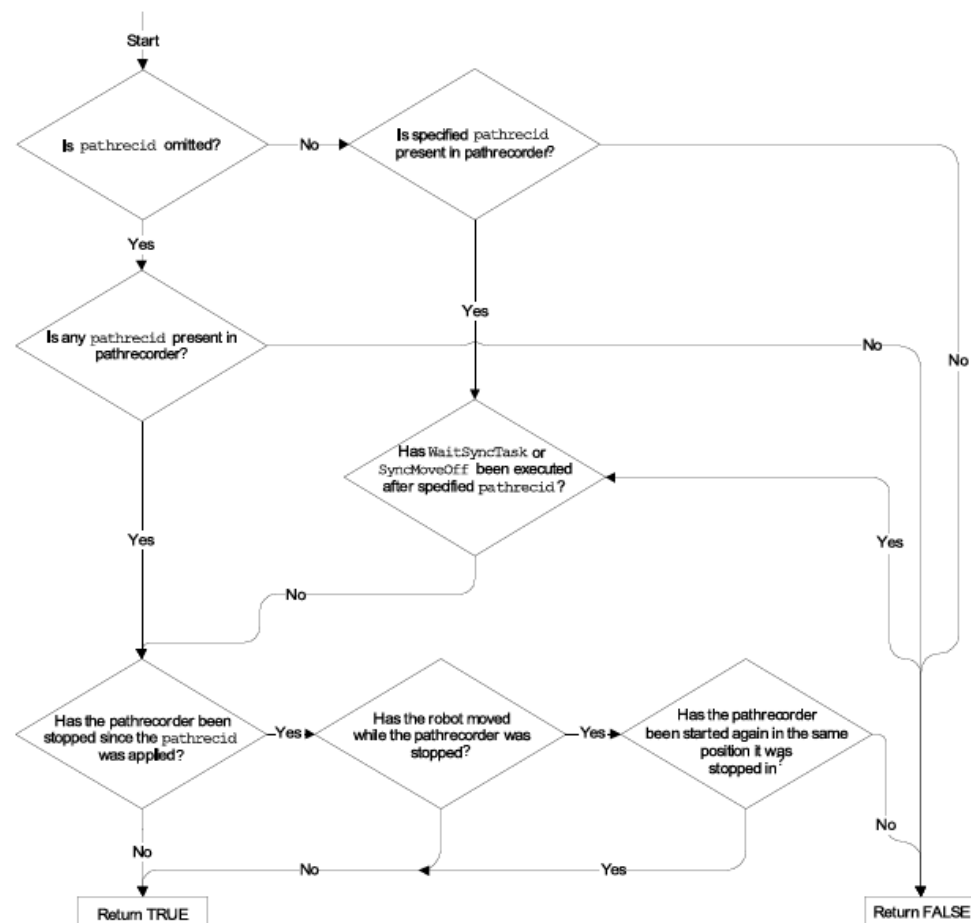 Start
Is pathrecid omitted?
No
Is specified pathrecid
present in pathrecorder?
Yes
Yes
No
Is any pathrecid present in
pathrecorder?
No
Has WaitSyncTask or
SyncMoveOff been executed
after specified pathrecid?
Yes
Yes
No
Has the pathrecorder been
stopped since the pathrecid
was applied?
Yes
Has the robot moved
while the pathrecorder was
stopped?
Yes
Has the pathrecorder
been started again in the same
position it was
stopped in?
No
No
No
Yes
Return TRUE
Return FALSE